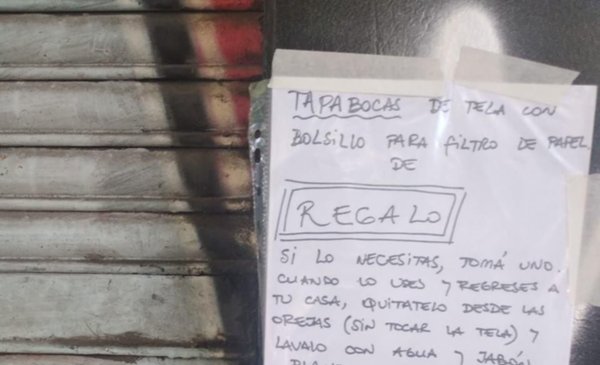 TAPABOCAS DE TELA CON
BOLSILLO PARA FILTRO DE PAPEL
DE
REGALO
SI LO NECESITAS, TOMÁ UNO.
CUANDO LO USES Y REGRESES A
TU CASA, QUITATELO DESDE LAS
OREJAS (SIN TOCAR LA TELA) Y
LAVALO CON AGUA Y JABÓN